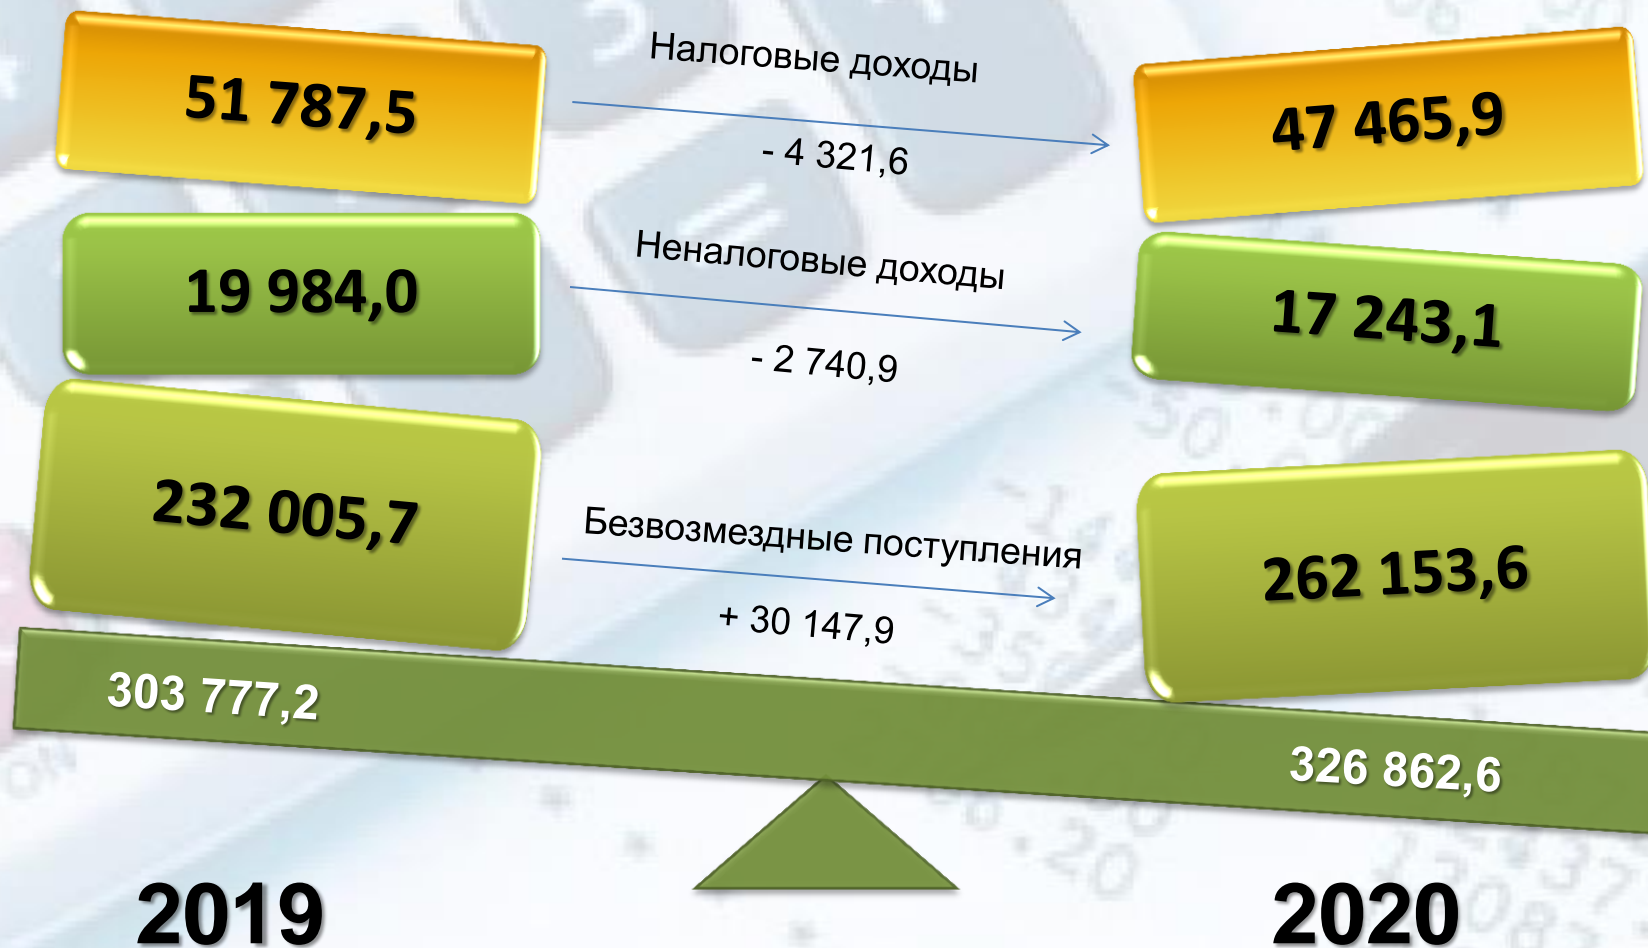 51 787,5
Налоговые доходы
- 4 321,6
47 465,9
19 984,0
Неналоговые доходы
- 2 740,9
17 243,1
232 005,7
Безвозмездные поступления
+ 30 147,9
262 153,6
303 777,2
326 862,6
2019
2020